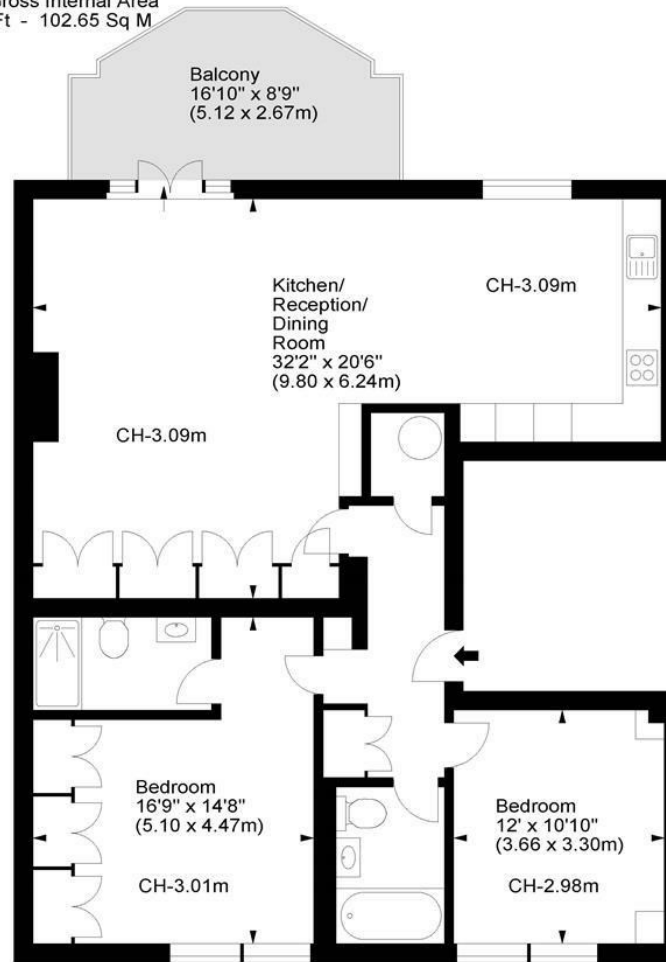 Gross Internal Area
Ft - 102.65 Sq M
Balcony
16'10" x 8'9"
(5.12 x 2.67m)
Kitchen/
Reception/
Dining
Room
32'2" x 20'6"
(9.80 x 6.24m)
CH-3.09m
CH-3.09m
Bedroom
16'9" x 14'8"
(5.10 x 4.47m)
CH-3.01m
Bedroom
12' x 10'10"
(3.66 x 3.30m)
CH-2.98m